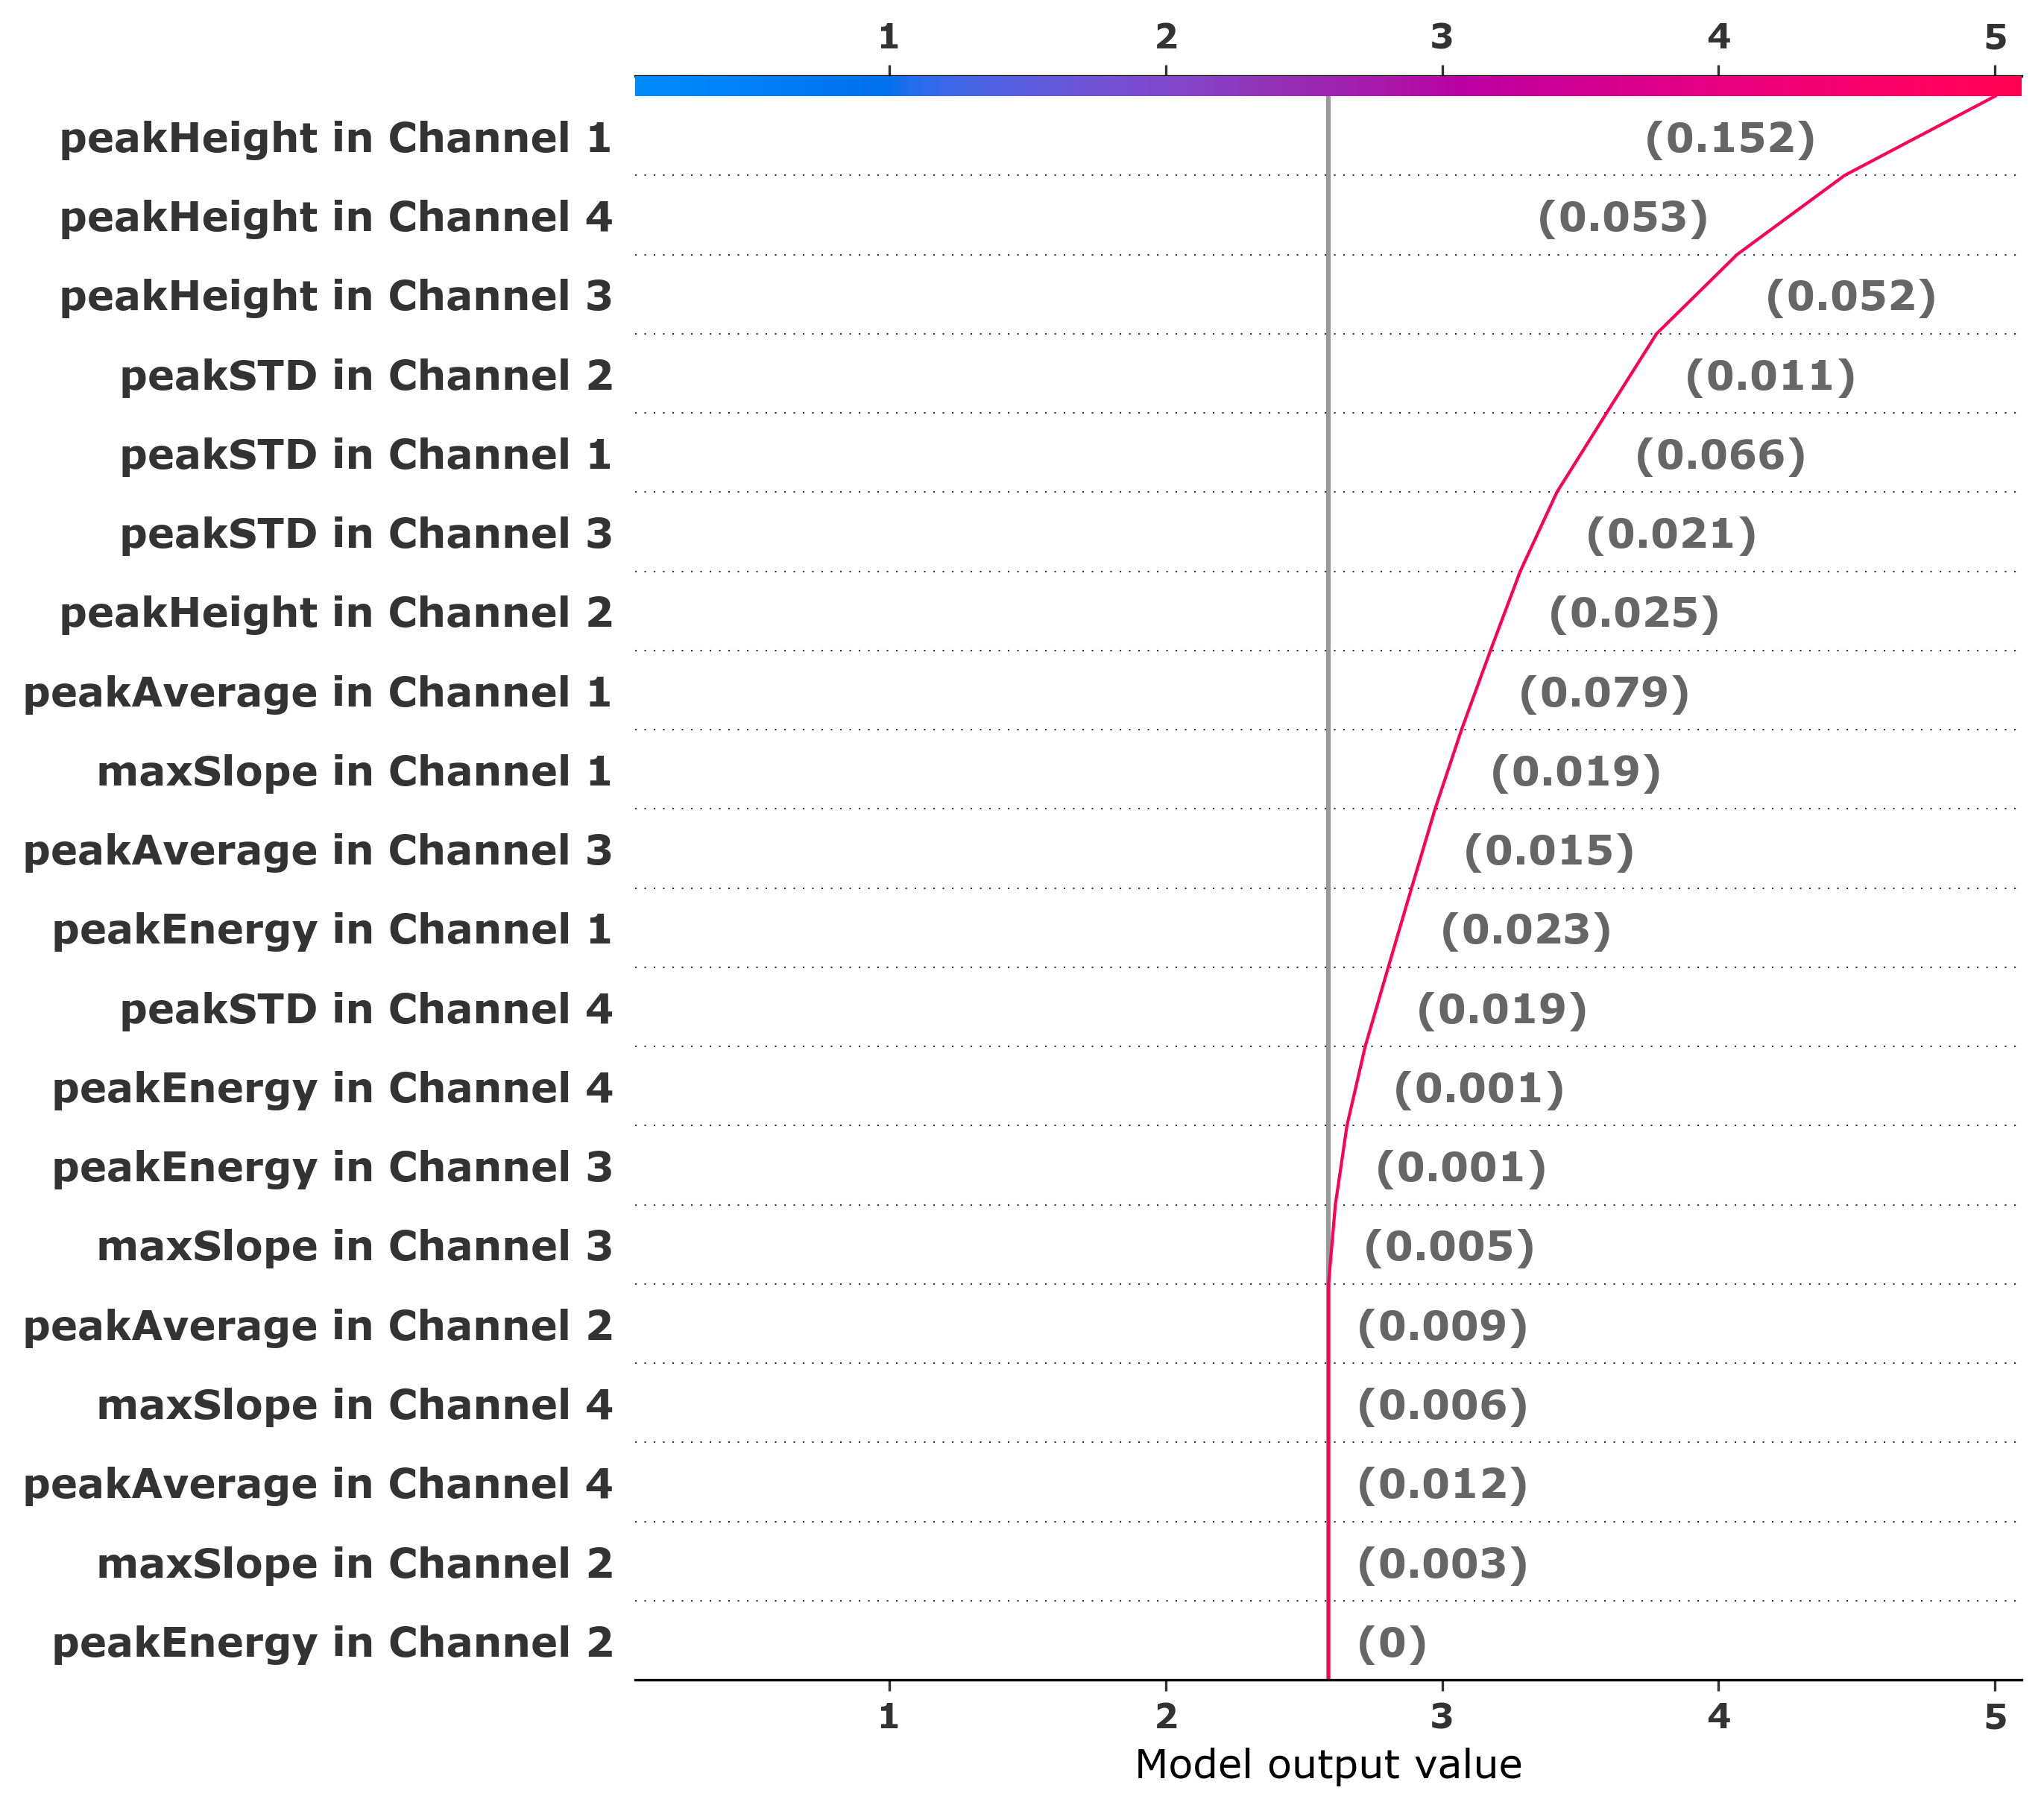 1 2 3 4 5
peakHeight in Channel 1 (0.152)
peakHeight in Channel 4 (0.053)
peakHeight in Channel 3 (0.052)
peakSTD in Channel 2 (0.011)
peakSTD in Channel 1 (0.066)
peakSTD in Channel 3 (0.021)
peakHeight in Channel 2 (0.025)
peakAverage in Channel 1 (0.079)
maxSlope in Channel 1 (0.019)
peakAverage in Channel 3 (0.015)
peakEnergy in Channel 1 (0.023)
peakSTD in Channel 4 (0.019)
peakEnergy in Channel 4 (0.001)
peakEnergy in Channel 3 (0.001)
maxSlope in Channel 3 (0.005)
peakAverage in Channel 2 (0.009)
maxSlope in Channel 4 (0.006)
peakAverage in Channel 4 (0.012)
maxSlope in Channel 2 (0.003)
peakEnergy in Channel 2 (0)
1 2 3 4 5
Model output value